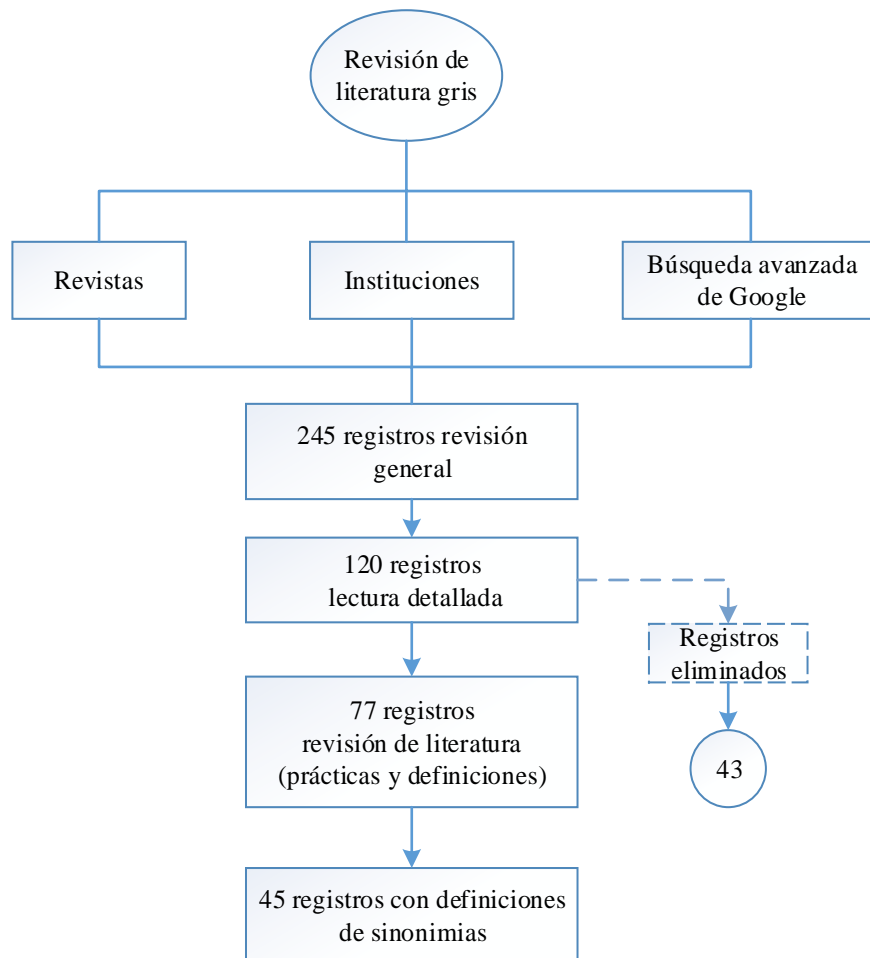 Revisión de
literatura gris
Revistas
Instituciones
Búsqueda avanzada
de Google
245 registros revisión
general
120 registros
lectura detallada
Registros
eliminados
77 registros
revisión de literatura
(prácticas y definiciones)
43
45 registros con definiciones
de sinonimias